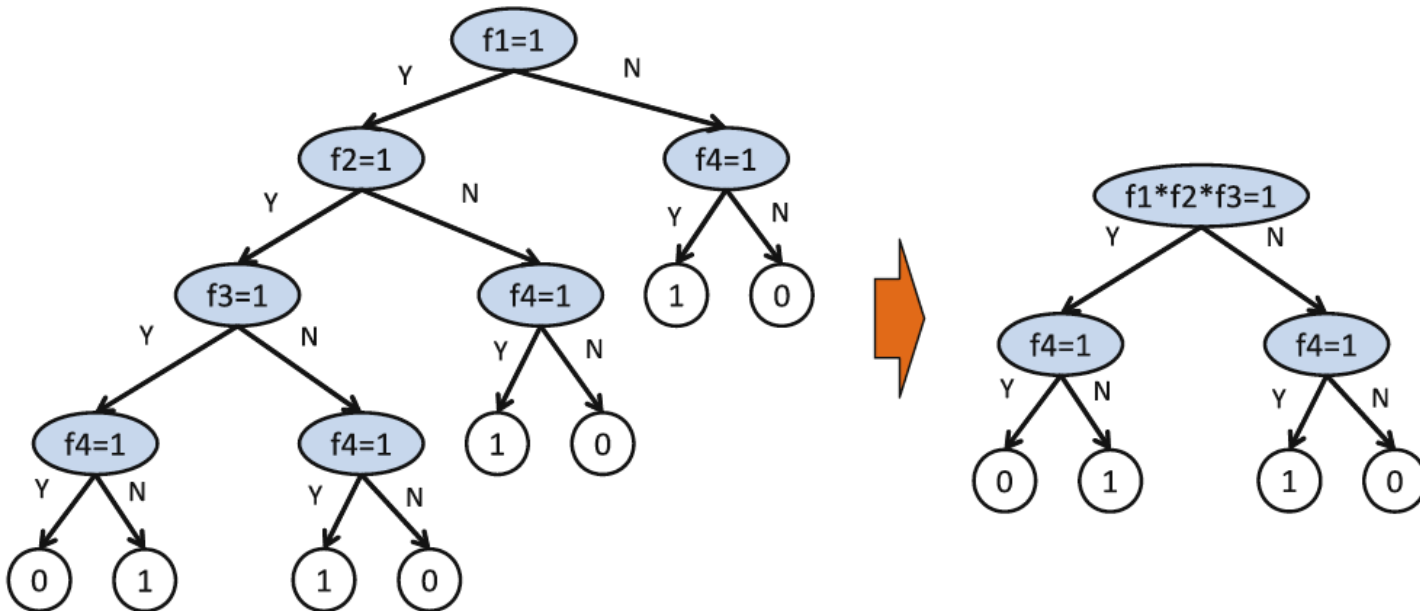 f1=1
Y N
f2=1 f4=1
f1*f2*f3=1
Y N Y N
Y N
1 0
f3=1 f4=1
f4=1 f4=1
Y N Y N
Y N Y N
f4=1 f4=1 1 0
0 1 1 0
Y N Y N
0 1 1 0